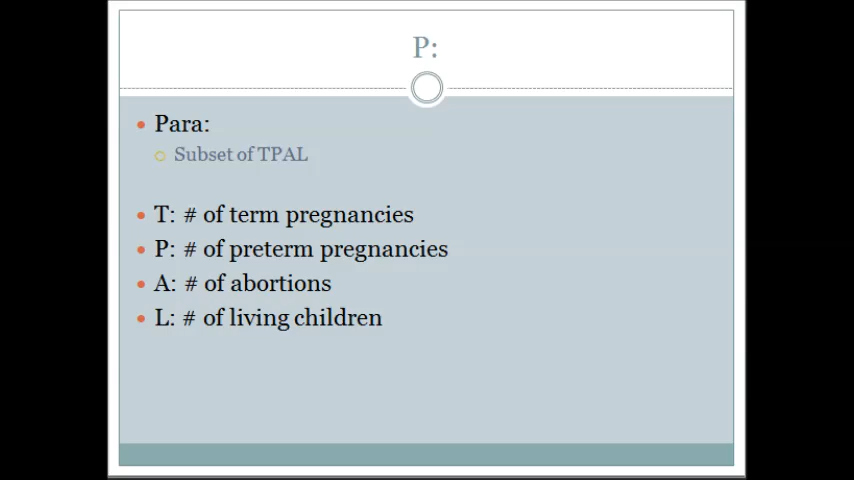 P:
Para:
Subset of TPAL
T: # of term pregnancies
P: # of preterm pregnancies
A: # of abortions
L: # of living children